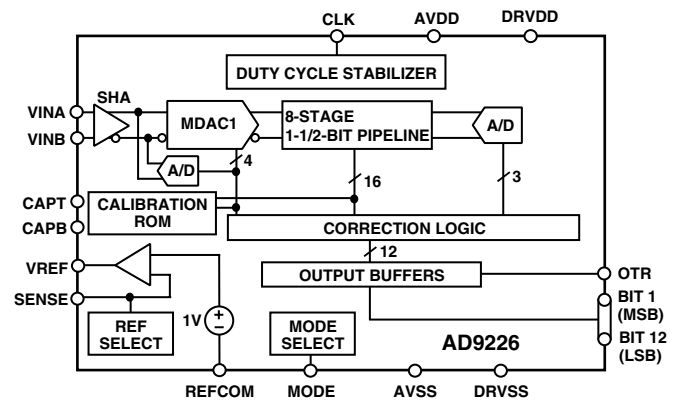 CLK AVDD DRVDD
DUTY CYCLE STABILIZER
SHA
VINA
VINB
MDAC1
8-STAGE
1-1/2-BIT PIPELINE
A/D
A/D
4
16
3
CAPT
CAPB
CALIBRATION
ROM
CORRECTION LOGIC
12
VREF
OUTPUT BUFFERS
OTR
SENSE
BIT 1
(MSB)
REF
SELECT
1V
+
–
MODE
SELECT
AD9226
BIT 12
(LSB)
REFCOM MODE AVSS DRVSS